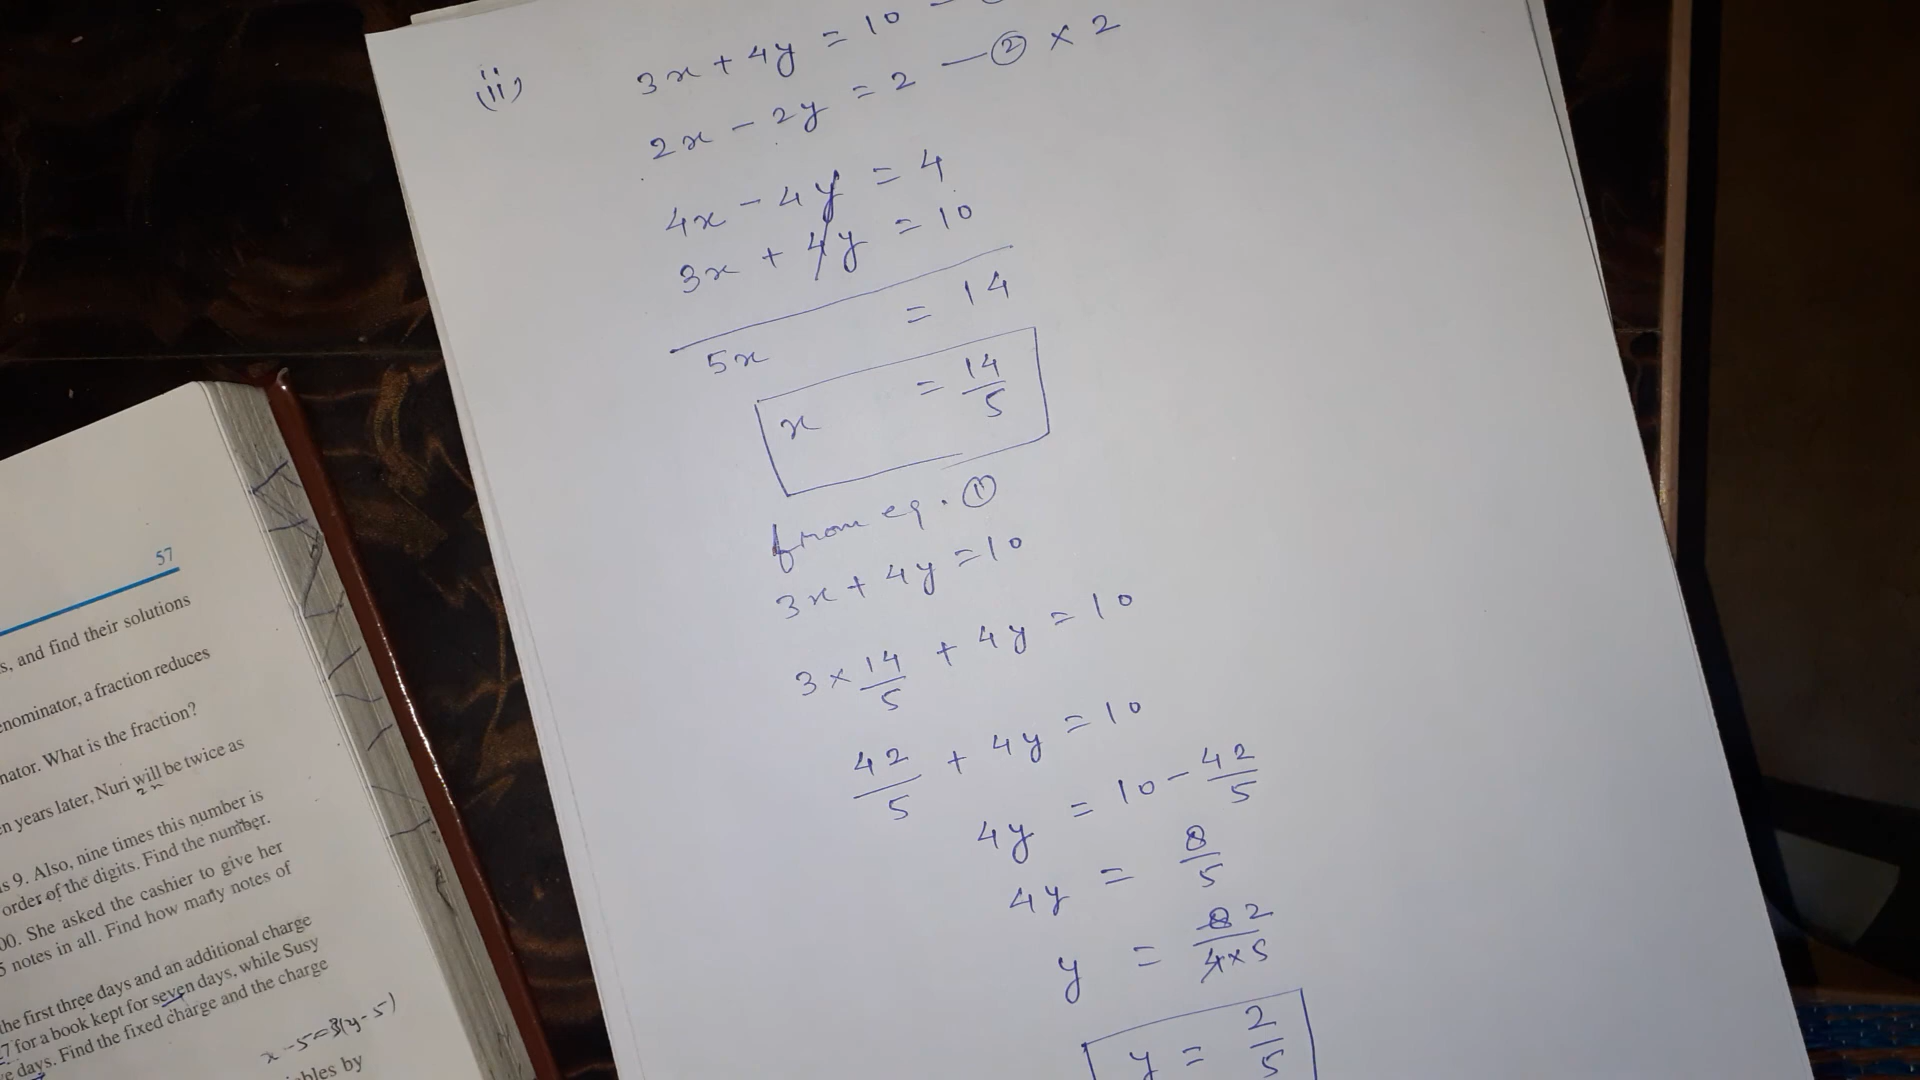 (ii) 3x + 4y = 10 —
2x - 2y = 2 — ② × 2
4x - 4y = 4
3x + 4y = 10
5x = 14
x = 14/5
from eq. ①
3x + 4y = 10
3 × 14/5 + 4y = 10
42/5 + 4y = 10
4y = 10 - 42/5
4y = 8/5
y = 8 2/4×5
y = 2/5
57
s, and find their solutions
enominator, a fraction reduces
nator. What is the fraction?
en years later, Nuri will be twice as
2x
s 9. Also, nine times this number is
order of the digits. Find the number.
00. She asked the cashier to give her
5 notes in all. Find how many notes of
the first three days and an additional charge
7 for a book kept for seven days, while Susy
e days. Find the fixed charge and the charge
x - 5 = 3(y - 5)
bles by